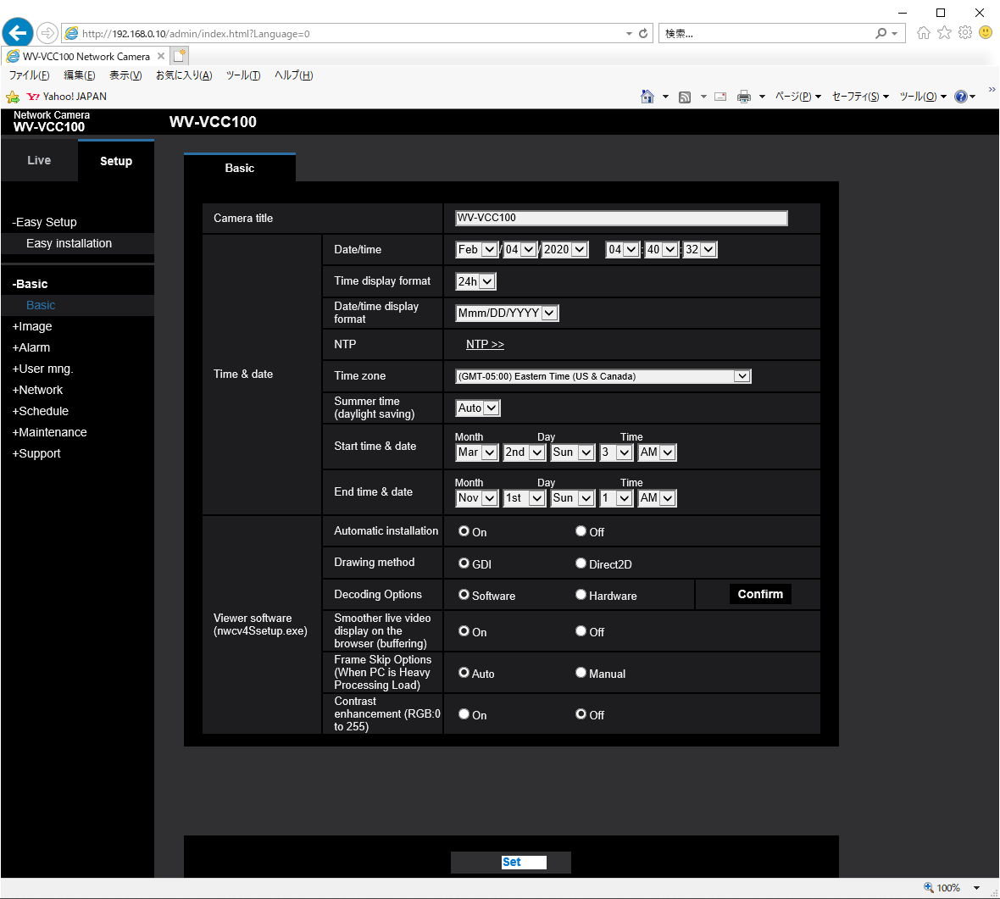 http://192.168.0.10/admin/index.html?Language=0
検索...
WV-VCC100 Network Camera
ファイル(F) 編集(E) 表示(V) お気に入り(A) ツール(T) ヘルプ(H)
Yahoo! JAPAN
ページ(P) セーフティ(S) ツール(O)
Network Camera
WV-VCC100
WV-VCC100
Live
Setup
Basic
-Easy Setup
Easy installation
-Basic
Basic
+Image
+Alarm
+User mng.
+Network
+Schedule
+Maintenance
+Support
Camera title
WV-VCC100
Time & date
Date/time
Feb / 04 / 2020 04 : 40 : 32
Time display format
24h
Date/time display
format
Mmm/DD/YYYY
NTP
NTP >>
Time zone
(GMT-05:00) Eastern Time (US & Canada)
Summer time
(daylight saving)
Auto
Start time & date
Month Day Time
Mar 2nd Sun 3 AM
End time & date
Month Day Time
Nov 1st Sun 1 AM
Viewer software
(nwcv4Ssetup.exe)
Automatic installation
On Off
Drawing method
GDI Direct2D
Decoding Options
Software Hardware
Confirm
Smoother live video
display on the
browser (buffering)
On Off
Frame Skip Options
(When PC is Heavy
Processing Load)
Auto Manual
Contrast
enhancement (RGB:0
to 255)
On Off
Set
100%